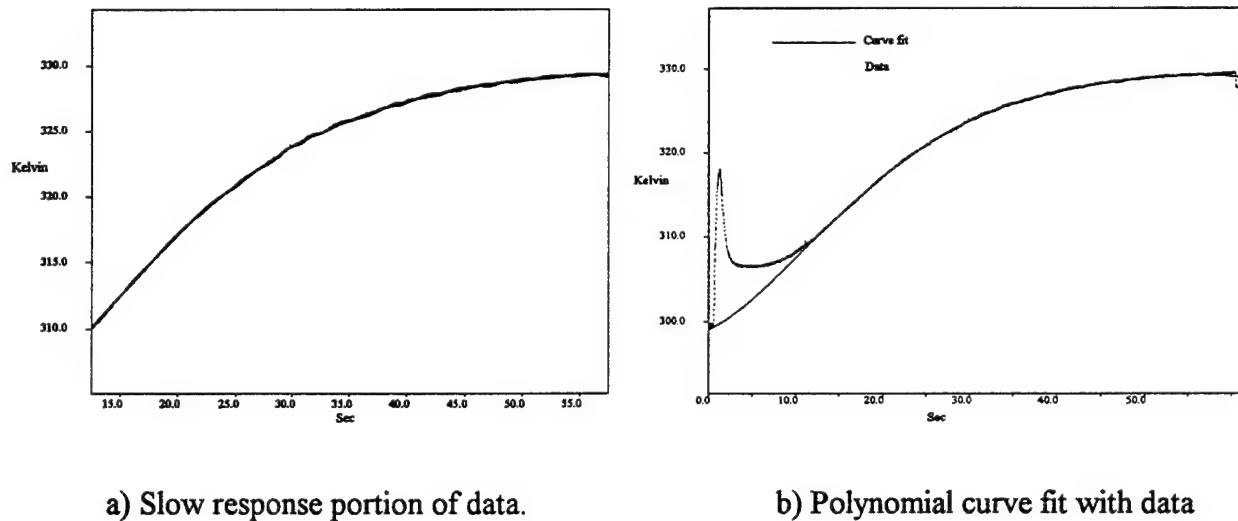 330.0
325.0
Kelvin
320.0
315.0
310.0
15.0 20.0 25.0 30.0 35.0 40.0 45.0 50.0 55.0
Sec
Curve fit
Data
330.0
320.0
Kelvin
310.0
300.0
0.0 10.0 20.0 30.0 40.0 50.0
Sec
a) Slow response portion of data.
b) Polynomial curve fit with data